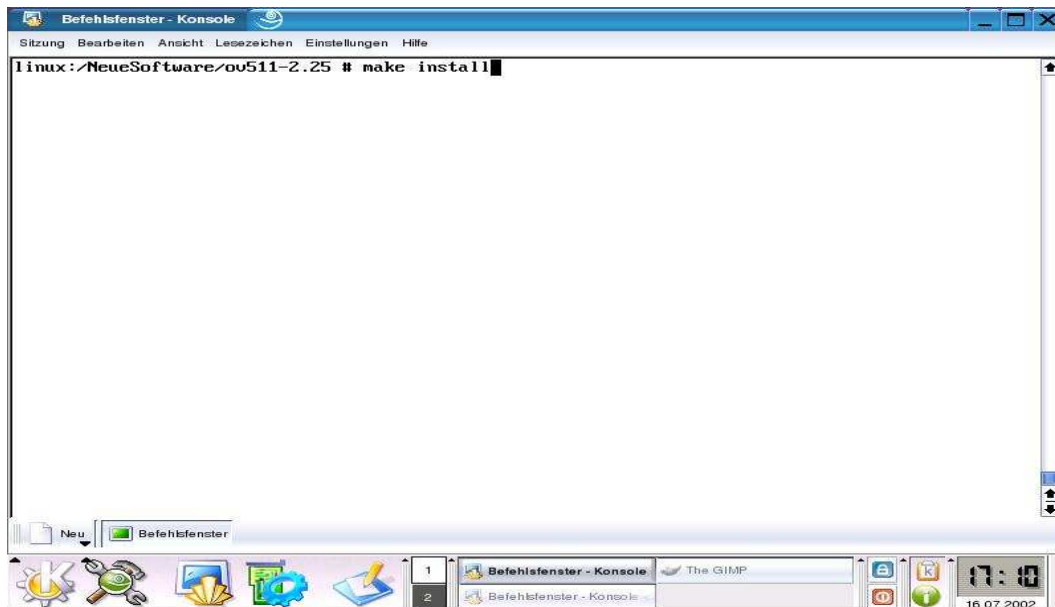 Befehlsfenster - Konsole
Sitzung Bearbeiten Ansicht Lesezeichen Einstellungen Hilfe
linux:/NeueSoftware/ov511-2.25 # make install
Neu Befehlsfenster
1 Befehlsfenster - Konsole The GIMP
2 Befehlsfenster - Konsole
17:10
16.07.2002